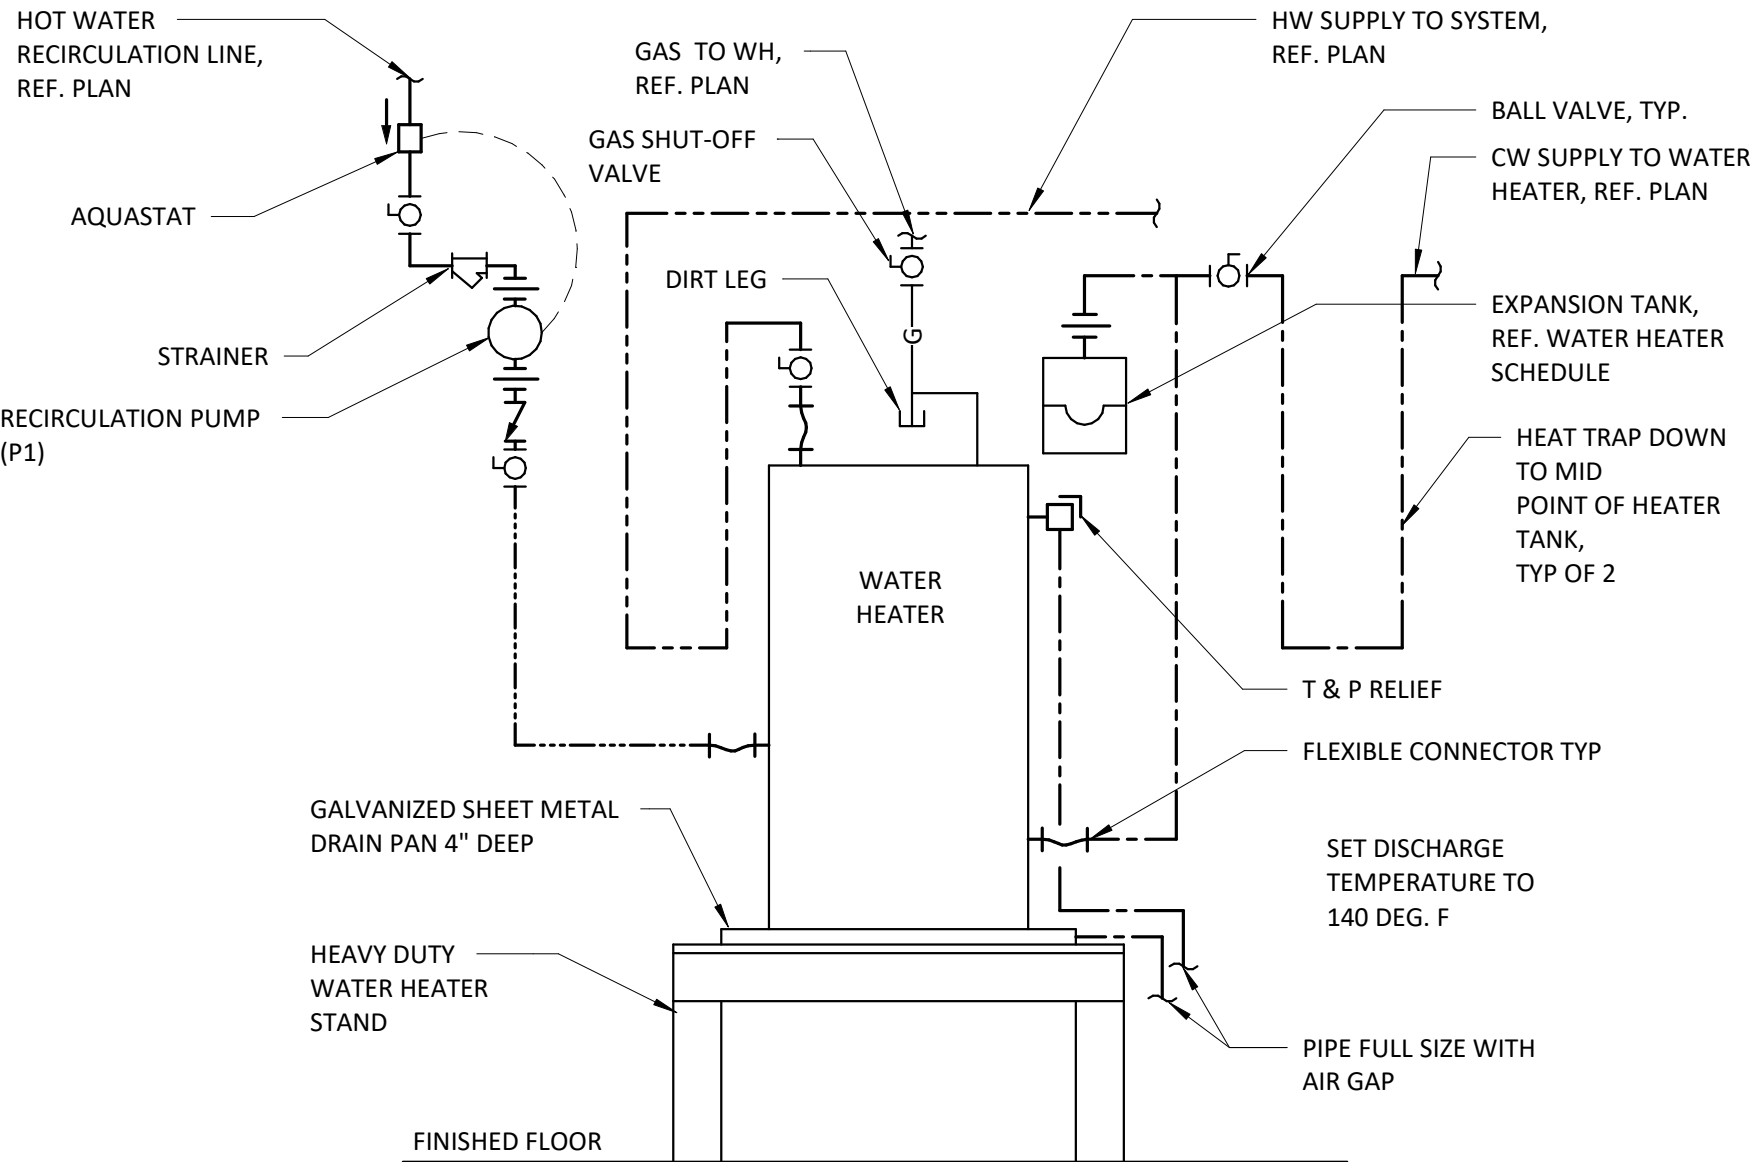 HOT WATER
RECIRCULATION LINE,
REF. PLAN
AQUASTAT
STRAINER
RECIRCULATION PUMP
(P1)
GAS TO WH,
REF. PLAN
GAS SHUT-OFF
VALVE
DIRT LEG
G
HW SUPPLY TO SYSTEM,
REF. PLAN
BALL VALVE, TYP.
CW SUPPLY TO WATER
HEATER, REF. PLAN
EXPANSION TANK,
REF. WATER HEATER
SCHEDULE
HEAT TRAP DOWN
TO MID
POINT OF HEATER
TANK,
TYP OF 2
WATER
HEATER
T & P RELIEF
FLEXIBLE CONNECTOR TYP
GALVANIZED SHEET METAL
DRAIN PAN 4" DEEP
SET DISCHARGE
TEMPERATURE TO
140 DEG. F
HEAVY DUTY
WATER HEATER
STAND
PIPE FULL SIZE WITH
AIR GAP
FINISHED FLOOR